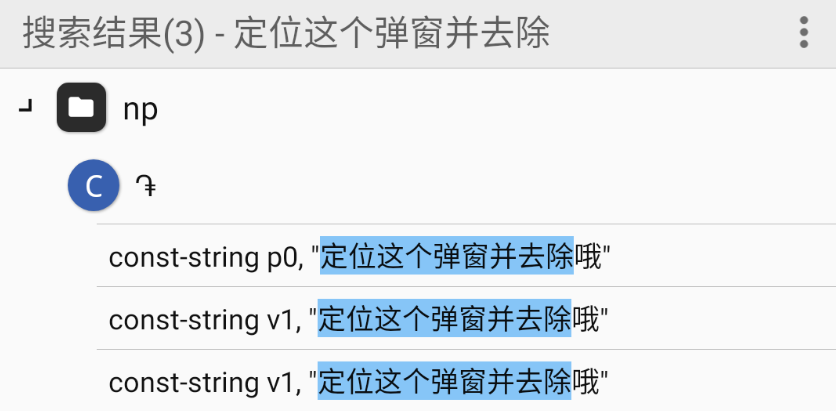 搜索结果(3) - 定位这个弹窗并去除
np
C
const-string p0, "定位这个弹窗并去除哦"
const-string v1, "定位这个弹窗并去除哦"
const-string v1, "定位这个弹窗并去除哦"